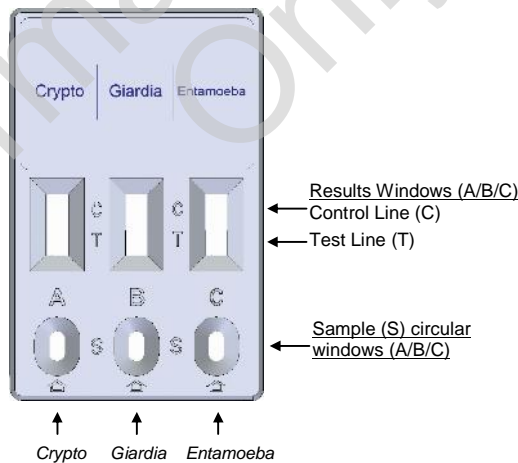 Crypto Giardia Entamoeba
Results Windows (A/B/C)
C C Control Line (C)
T T Test Line (T)
A B C
Sample (S) circular
S S windows (A/B/C)
Crypto Giardia Entamoeba